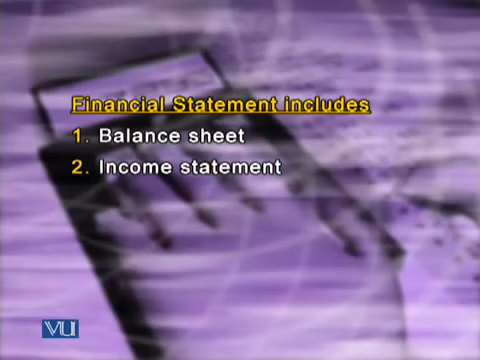 Financial Statement includes
1. Balance sheet
2. Income statement
VU